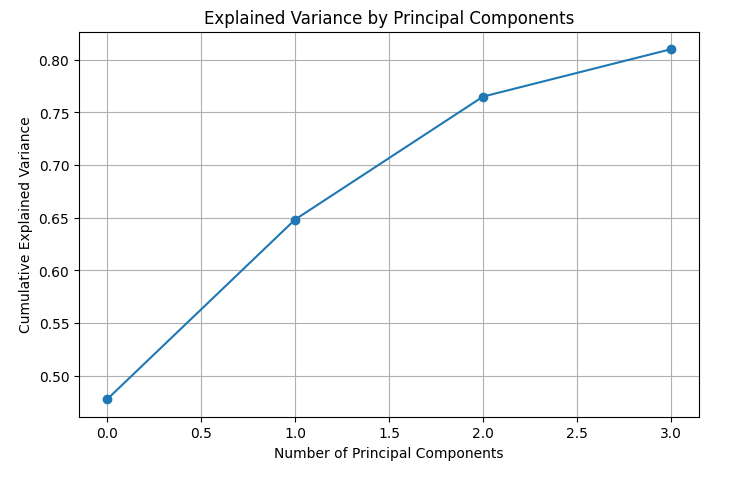 Explained Variance by Principal Components
Cumulative Explained Variance
0.80
0.75
0.70
0.65
0.60
0.55
0.50
0.0 0.5 1.0 1.5 2.0 2.5 3.0
Number of Principal Components